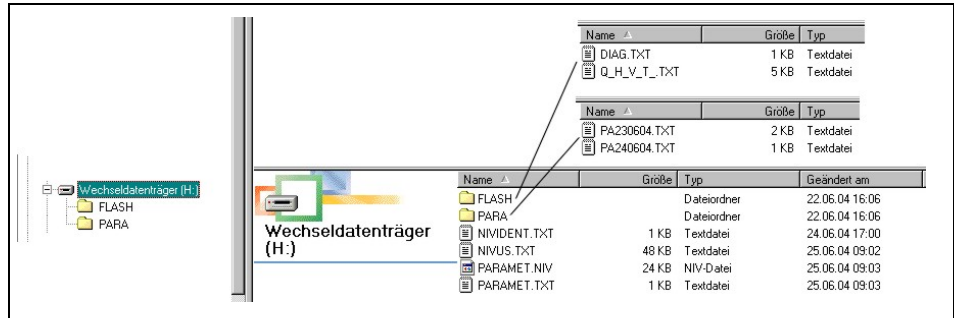 Name Größe Typ
DIAG.TXT 1 KB Textdatei
Q_H_V_T_.TXT 5 KB Textdatei
Name Größe Typ
PA230604.TXT 2 KB Textdatei
PA240604.TXT 1 KB Textdatei
Wechseldatenträger (H:)
FLASH
PARA
Wechseldatenträger
(H:)
Name Größe Typ Geändert am
FLASH Dateiordner 22.06.04 16:06
PARA Dateiordner 22.06.04 16:06
NIVIDENT.TXT 1 KB Textdatei 24.06.04 17:00
NIVUS.TXT 48 KB Textdatei 25.06.04 09:02
PARAMET.NIV 24 KB NIV-Datei 25.06.04 09:03
PARAMET.TXT 1 KB Textdatei 25.06.04 09:03